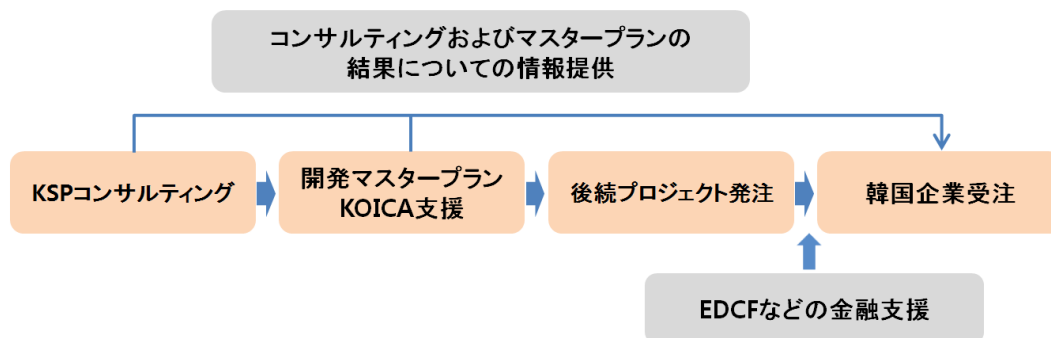 コンサルティングおよびマスタープランの
結果についての情報提供
KSPコンサルティング
開発マスタープラン
KOICA支援
後続プロジェクト発注
韓国企業受注
EDCFなどの金融支援